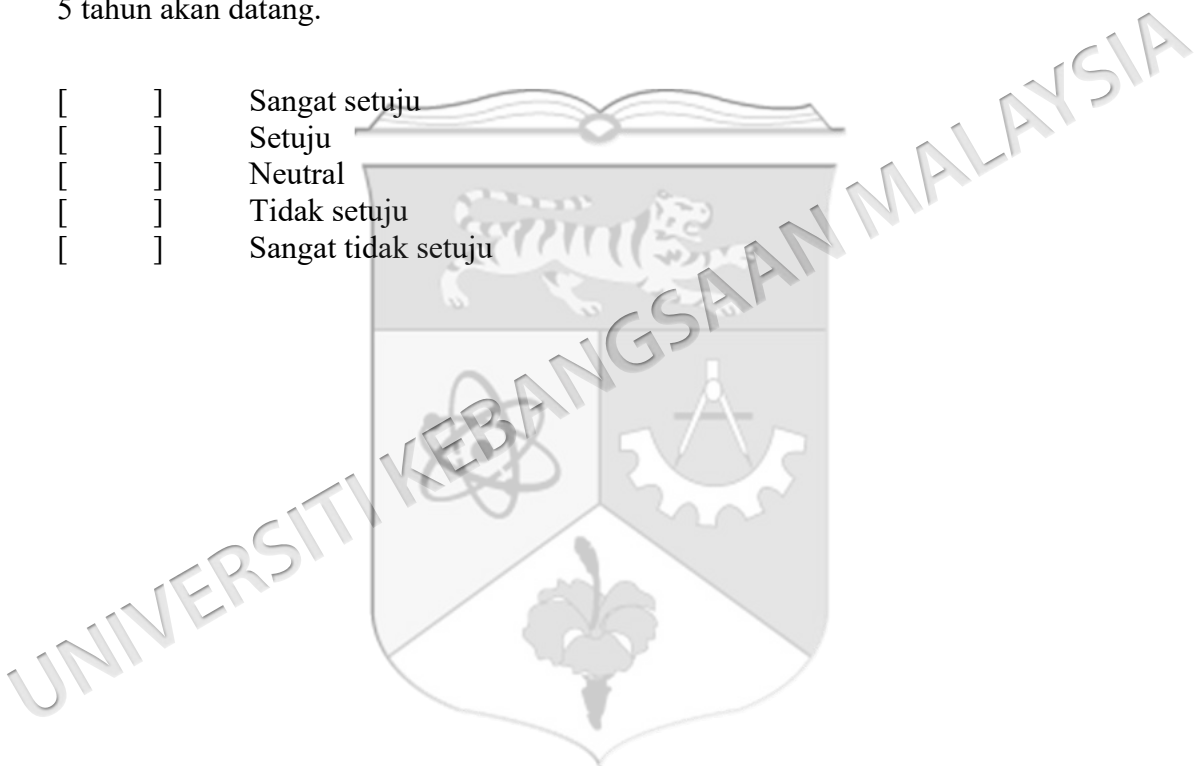 5 tahun akan datang.
[ ] Sangat setuju
[ ] Setuju
[ ] Neutral
[ ] Tidak setuju
[ ] Sangat tidak setuju
UNIVERSITI KEBANGSAAN MALAYSIA